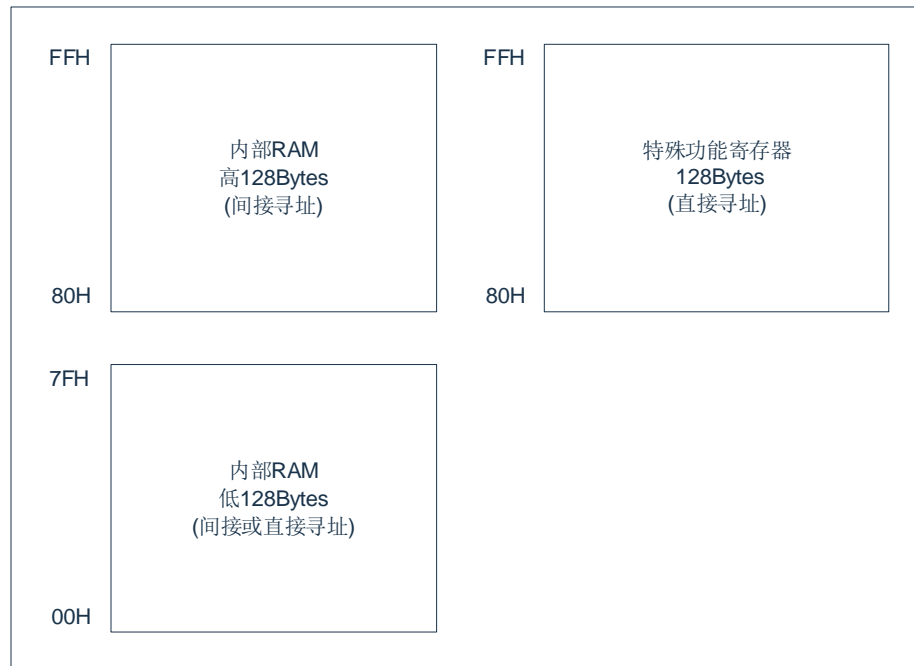 FFH
内部RAM
高128Bytes
(间接寻址)
80H
FFH
特殊功能寄存器
128Bytes
(直接寻址)
80H
7FH
内部RAM
低128Bytes
(间接或直接寻址)
00H